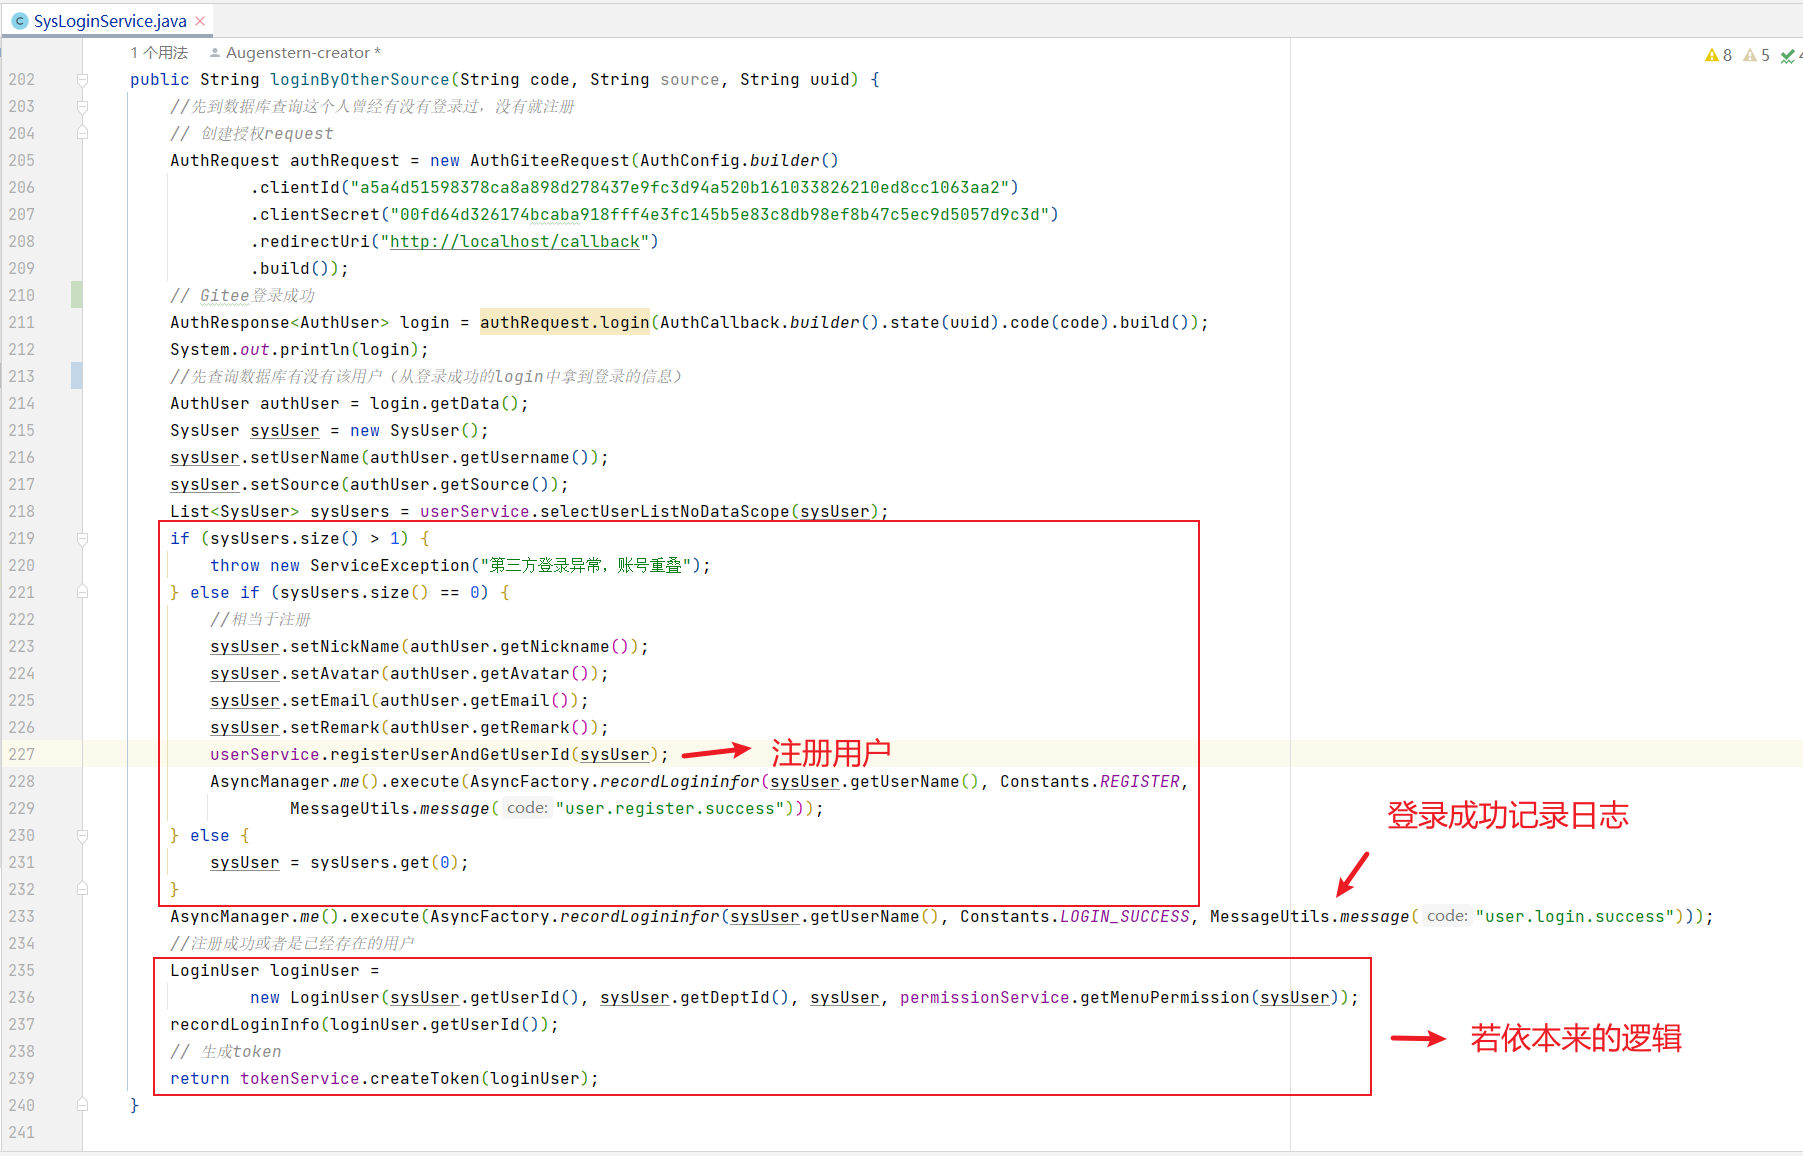 SysLoginService.java
1 个用法 Augenstern-creator *
8 5
202 public String loginByOtherSource(String code, String source, String uuid) {
203 //先到数据库查询这个人曾经有没有登录过，没有就注册
204 // 创建授权request
205 AuthRequest authRequest = new AuthGiteeRequest(AuthConfig.builder()
206 .clientId("a5a4d51598378ca8a898d278437e9fc3d94a520b161033826210ed8cc1063aa2")
207 .clientSecret("00fd64d326174bcaba918fff4e3fc145b5e83c8db98ef8b47c5ec9d5057d9c3d")
208 .redirectUri("http://localhost/callback")
209 .build());
210 // Gitee登录成功
211 AuthResponse<AuthUser> login = authRequest.login(AuthCallback.builder().state(uuid).code(code).build());
212 System.out.println(login);
213 //先查询数据库有没有该用户（从登录成功的login中拿到登录的信息）
214 AuthUser authUser = login.getData();
215 SysUser sysUser = new SysUser();
216 sysUser.setUserName(authUser.getUsername());
217 sysUser.setSource(authUser.getSource());
218 List<SysUser> sysUsers = userService.selectUserListNoDataScope(sysUser);
219 if (sysUsers.size() > 1) {
220 throw new ServiceException("第三方登录异常，账号重叠");
221 } else if (sysUsers.size() == 0) {
222 //相当于注册
223 sysUser.setNickName(authUser.getNickname());
224 sysUser.setAvatar(authUser.getAvatar());
225 sysUser.setEmail(authUser.getEmail());
226 sysUser.setRemark(authUser.getRemark());
227 userService.registerUserAndGetUserId(sysUser); 注册用户
228 AsyncManager.me().execute(AsyncFactory.recordLogininfor(sysUser.getUserName(), Constants.REGISTER,
229 MessageUtils.message( code: "user.register.success")));
登录成功记录日志
230 } else {
231 sysUser = sysUsers.get(0);
232 }
233 AsyncManager.me().execute(AsyncFactory.recordLogininfor(sysUser.getUserName(), Constants.LOGIN_SUCCESS, MessageUtils.message( code: "user.login.success")));
234 //注册成功或者是已经存在的用户
235 LoginUser loginUser =
236 new LoginUser(sysUser.getUserId(), sysUser.getDeptId(), sysUser, permissionService.getMenuPermission(sysUser));
237 recordLoginInfo(loginUser.getUserId());
若依本来的逻辑
238 // 生成token
239 return tokenService.createToken(loginUser);
240 }
241